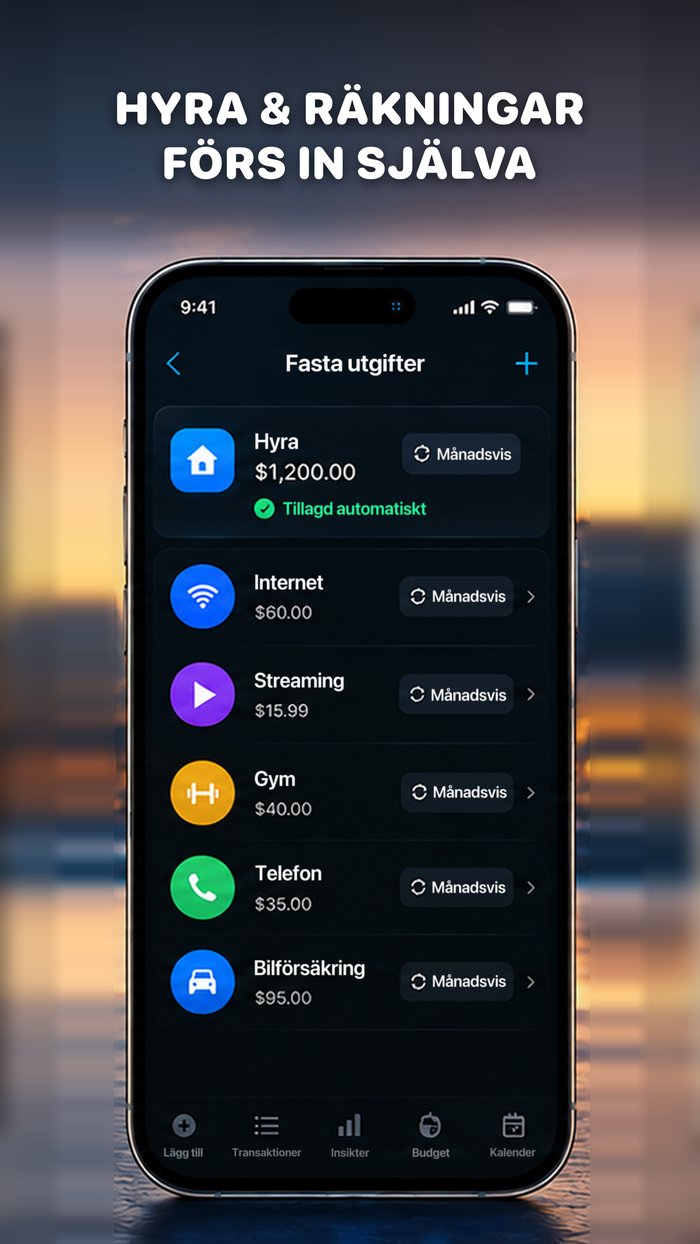 HYRA & RÄKNINGAR
FÖRS IN SJÄLVA
9:41
Fasta utgifter
Hyra
$1,200.00
Månadsvis
Tillagd automatiskt
Internet
$60.00
Månadsvis
Streaming
$15.99
Månadsvis
Gym
$40.00
Månadsvis
Telefon
$35.00
Månadsvis
Bilförsäkring
$95.00
Månadsvis
Lägg till
Transaktioner
Insikter
Budget
Kalender